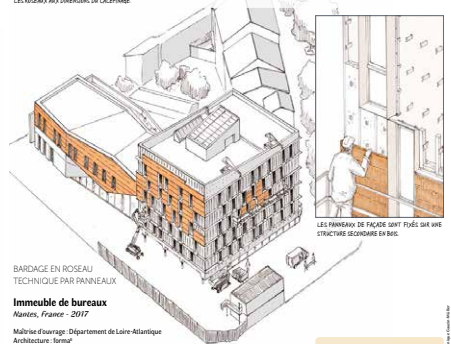 LES ROSEAUX AUX DIMENSIONS DU CALEPINAGE
LES PANNEAUX DE FAÇADE SONT FIXÉS SUR UNE
STRUCTURE SECONDAIRE EN BOIS.
BARDAGE EN ROSEAU
TECHNIQUE PAR PANNEAUX
Immeuble de bureaux
Nantes, France - 2017
Maîtrise d'ouvrage : Département de Loire-Atlantique
Architecture : forma⁶